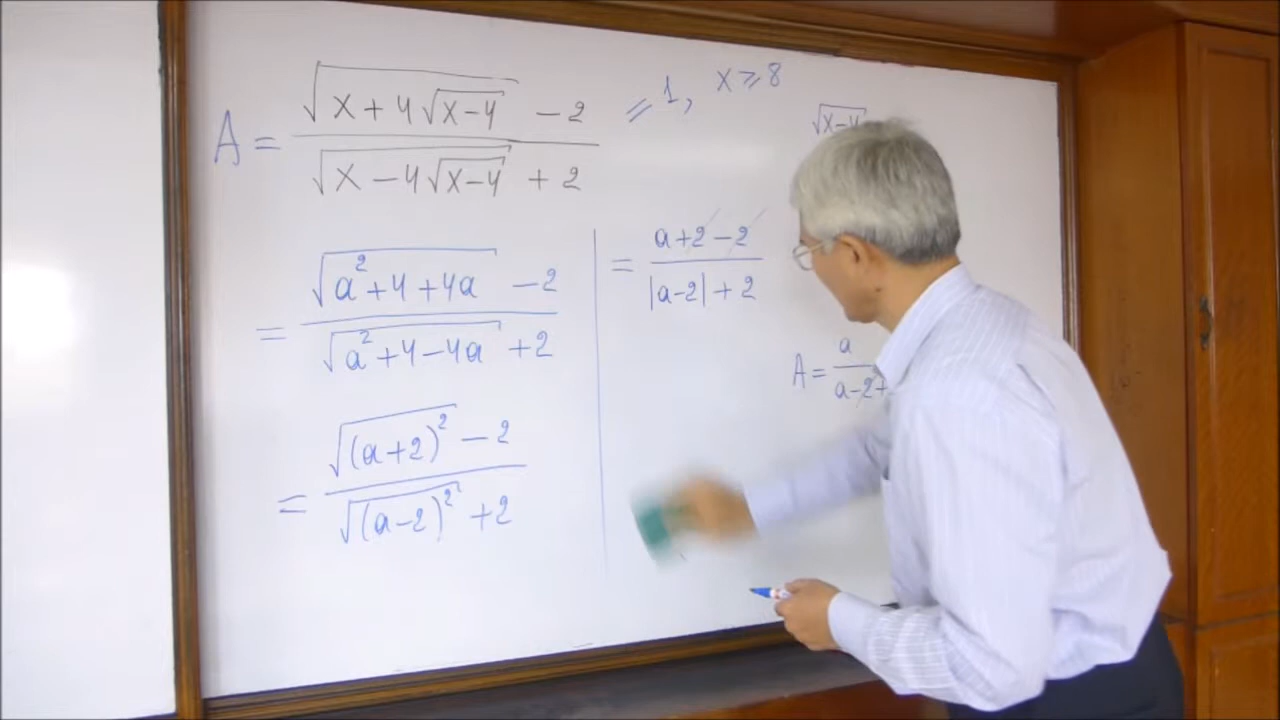 A = (√(x + 4√(x-4)) - 2) / (√(x - 4√(x-4)) + 2) = 1, x ≥ 8
√(x-4)
= (√(a² + 4 + 4a) - 2) / (√(a² + 4 - 4a) + 2)
= (√((a+2)²) - 2) / (√((a-2)²) + 2)
= (a+2-2) / (|a-2| + 2)
A = a / (a-2+